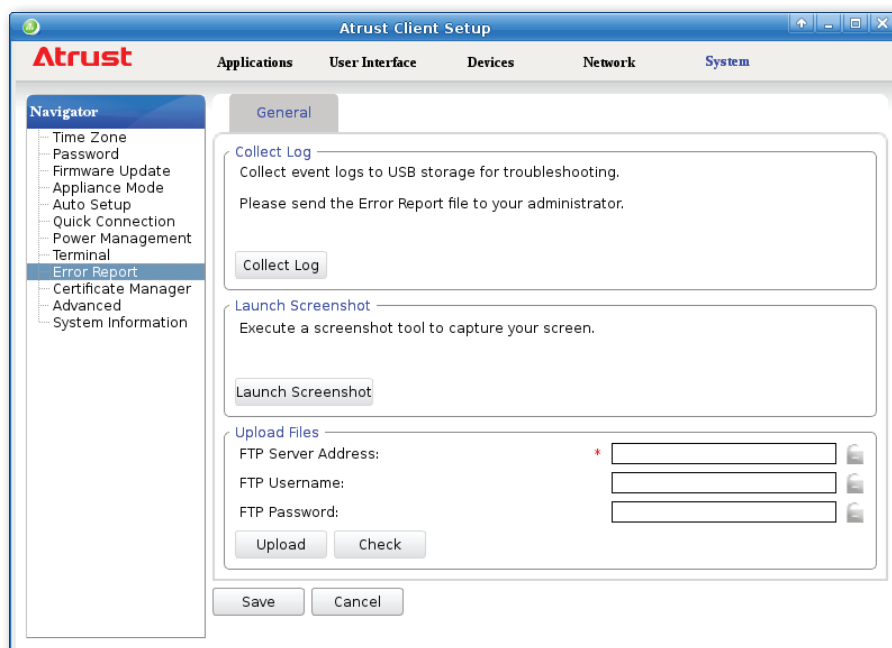 Atrust Client Setup
Atrust
Applications User Interface Devices Network System
Navigator
Time Zone
Password
Firmware Update
Appliance Mode
Auto Setup
Quick Connection
Power Management
Terminal
Error Report
Certificate Manager
Advanced
System Information
General
Collect Log
Collect event logs to USB storage for troubleshooting.
Please send the Error Report file to your administrator.
Collect Log
Launch Screenshot
Execute a screenshot tool to capture your screen.
Launch Screenshot
Upload Files
FTP Server Address: *
FTP Username:
FTP Password:
Upload Check
Save Cancel